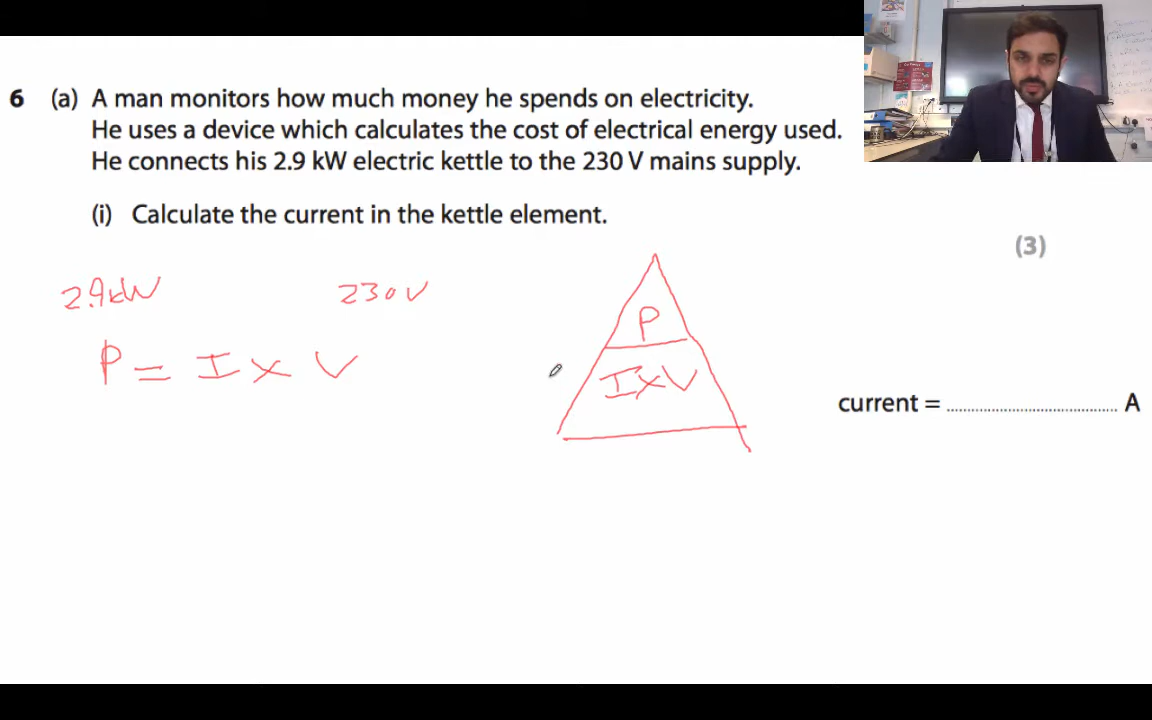 6 (a) A man monitors how much money he spends on electricity.
He uses a device which calculates the cost of electrical energy used.
He connects his 2.9 kW electric kettle to the 230 V mains supply.
(i) Calculate the current in the kettle element.
(3)
2.9kW 230V
P = I x V
P
I x V
current = ........................................ A